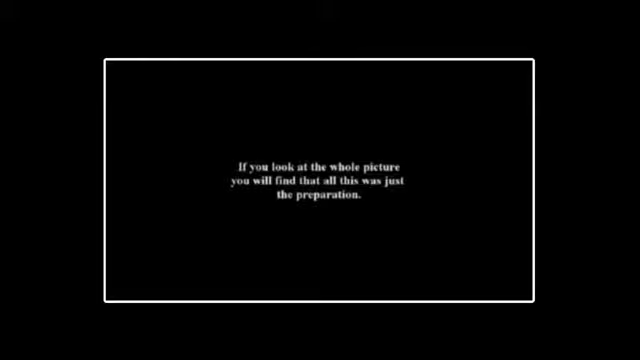 If you look at the whole picture
you will find that all this was just
the preparation.